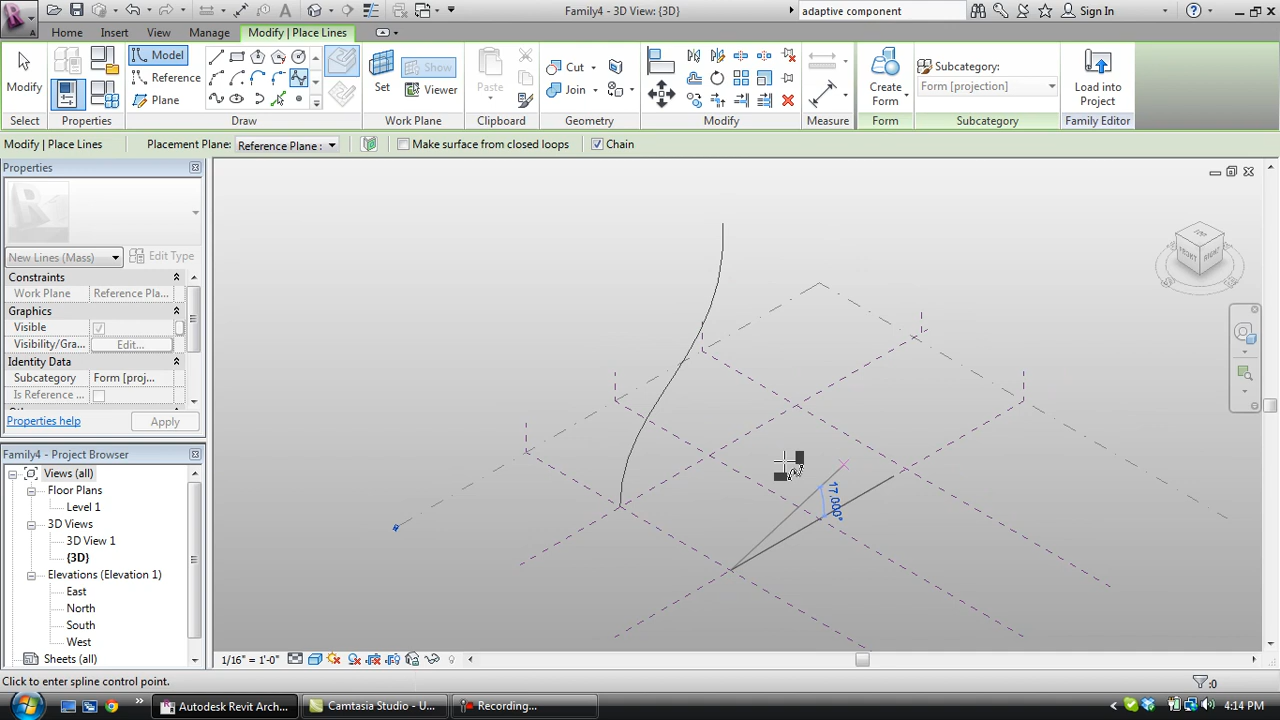 Family4 - 3D View: {3D}
adaptive component
Sign In
Home Insert View Manage Modify | Place Lines
Modify
Model
Reference
Plane
Set
Show
Viewer
Paste
Cut
Join
Create Form
Subcategory:
Form [projection]
Load into Project
Select Properties Draw Work Plane Clipboard Geometry Modify Measure Form Subcategory Family Editor
Modify | Place Lines Placement Plane: Reference Plane : Make surface from closed loops Chain
Properties
New Lines (Mass) Edit Type
Constraints
Work Plane Reference Pla...
Graphics
Visible
Visibility/Gra... Edit...
Identity Data
Subcategory Form [proj...
Is Reference ...
Properties help Apply
Family4 - Project Browser
Views (all)
Floor Plans
Level 1
3D Views
3D View 1
{3D}
Elevations (Elevation 1)
East
North
South
West
Sheets (all)
TOP
FRONT
RIGHT
17.000°
1/16" = 1'-0"
Click to enter spline control point.
:0
Autodesk Revit Arch...
Camtasia Studio - U...
Recording...
4:14 PM